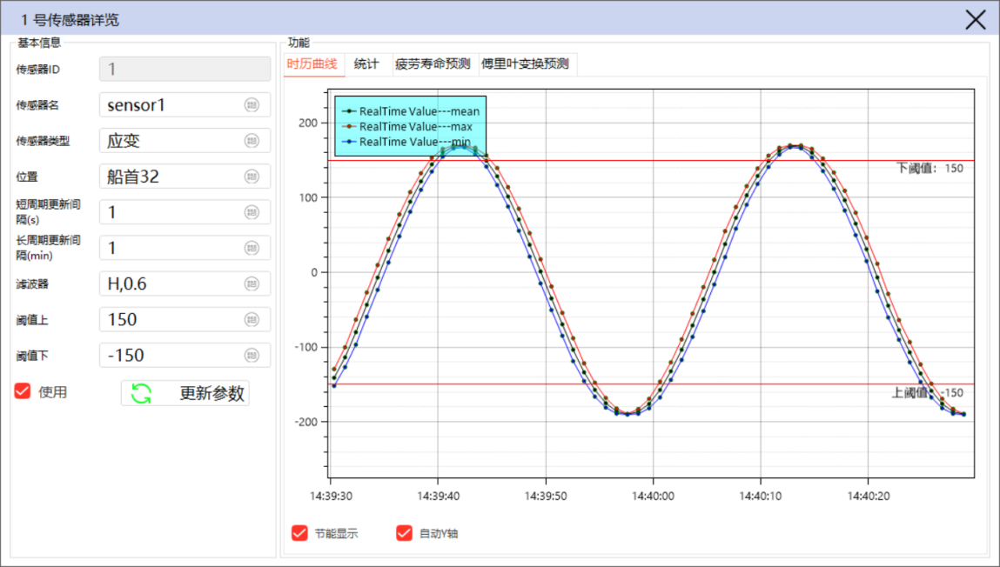 1 号传感器详览
基本信息
传感器ID
1
传感器名
sensor1
传感器类型
应变
位置
船首32
短周期更新间
隔(s)
1
长周期更新间
隔(min)
1
滤波器
H,0.6
阈值上
150
阈值下
-150
使用
更新参数
功能
时历曲线
统计
疲劳寿命预测
傅里叶变换预测
RealTime Value---mean
RealTime Value---max
RealTime Value---min
200
100
0
-100
-200
下阈值：150
上阈值：-150
14:39:30
14:39:40
14:39:50
14:40:00
14:40:10
14:40:20
节能显示
自动Y轴